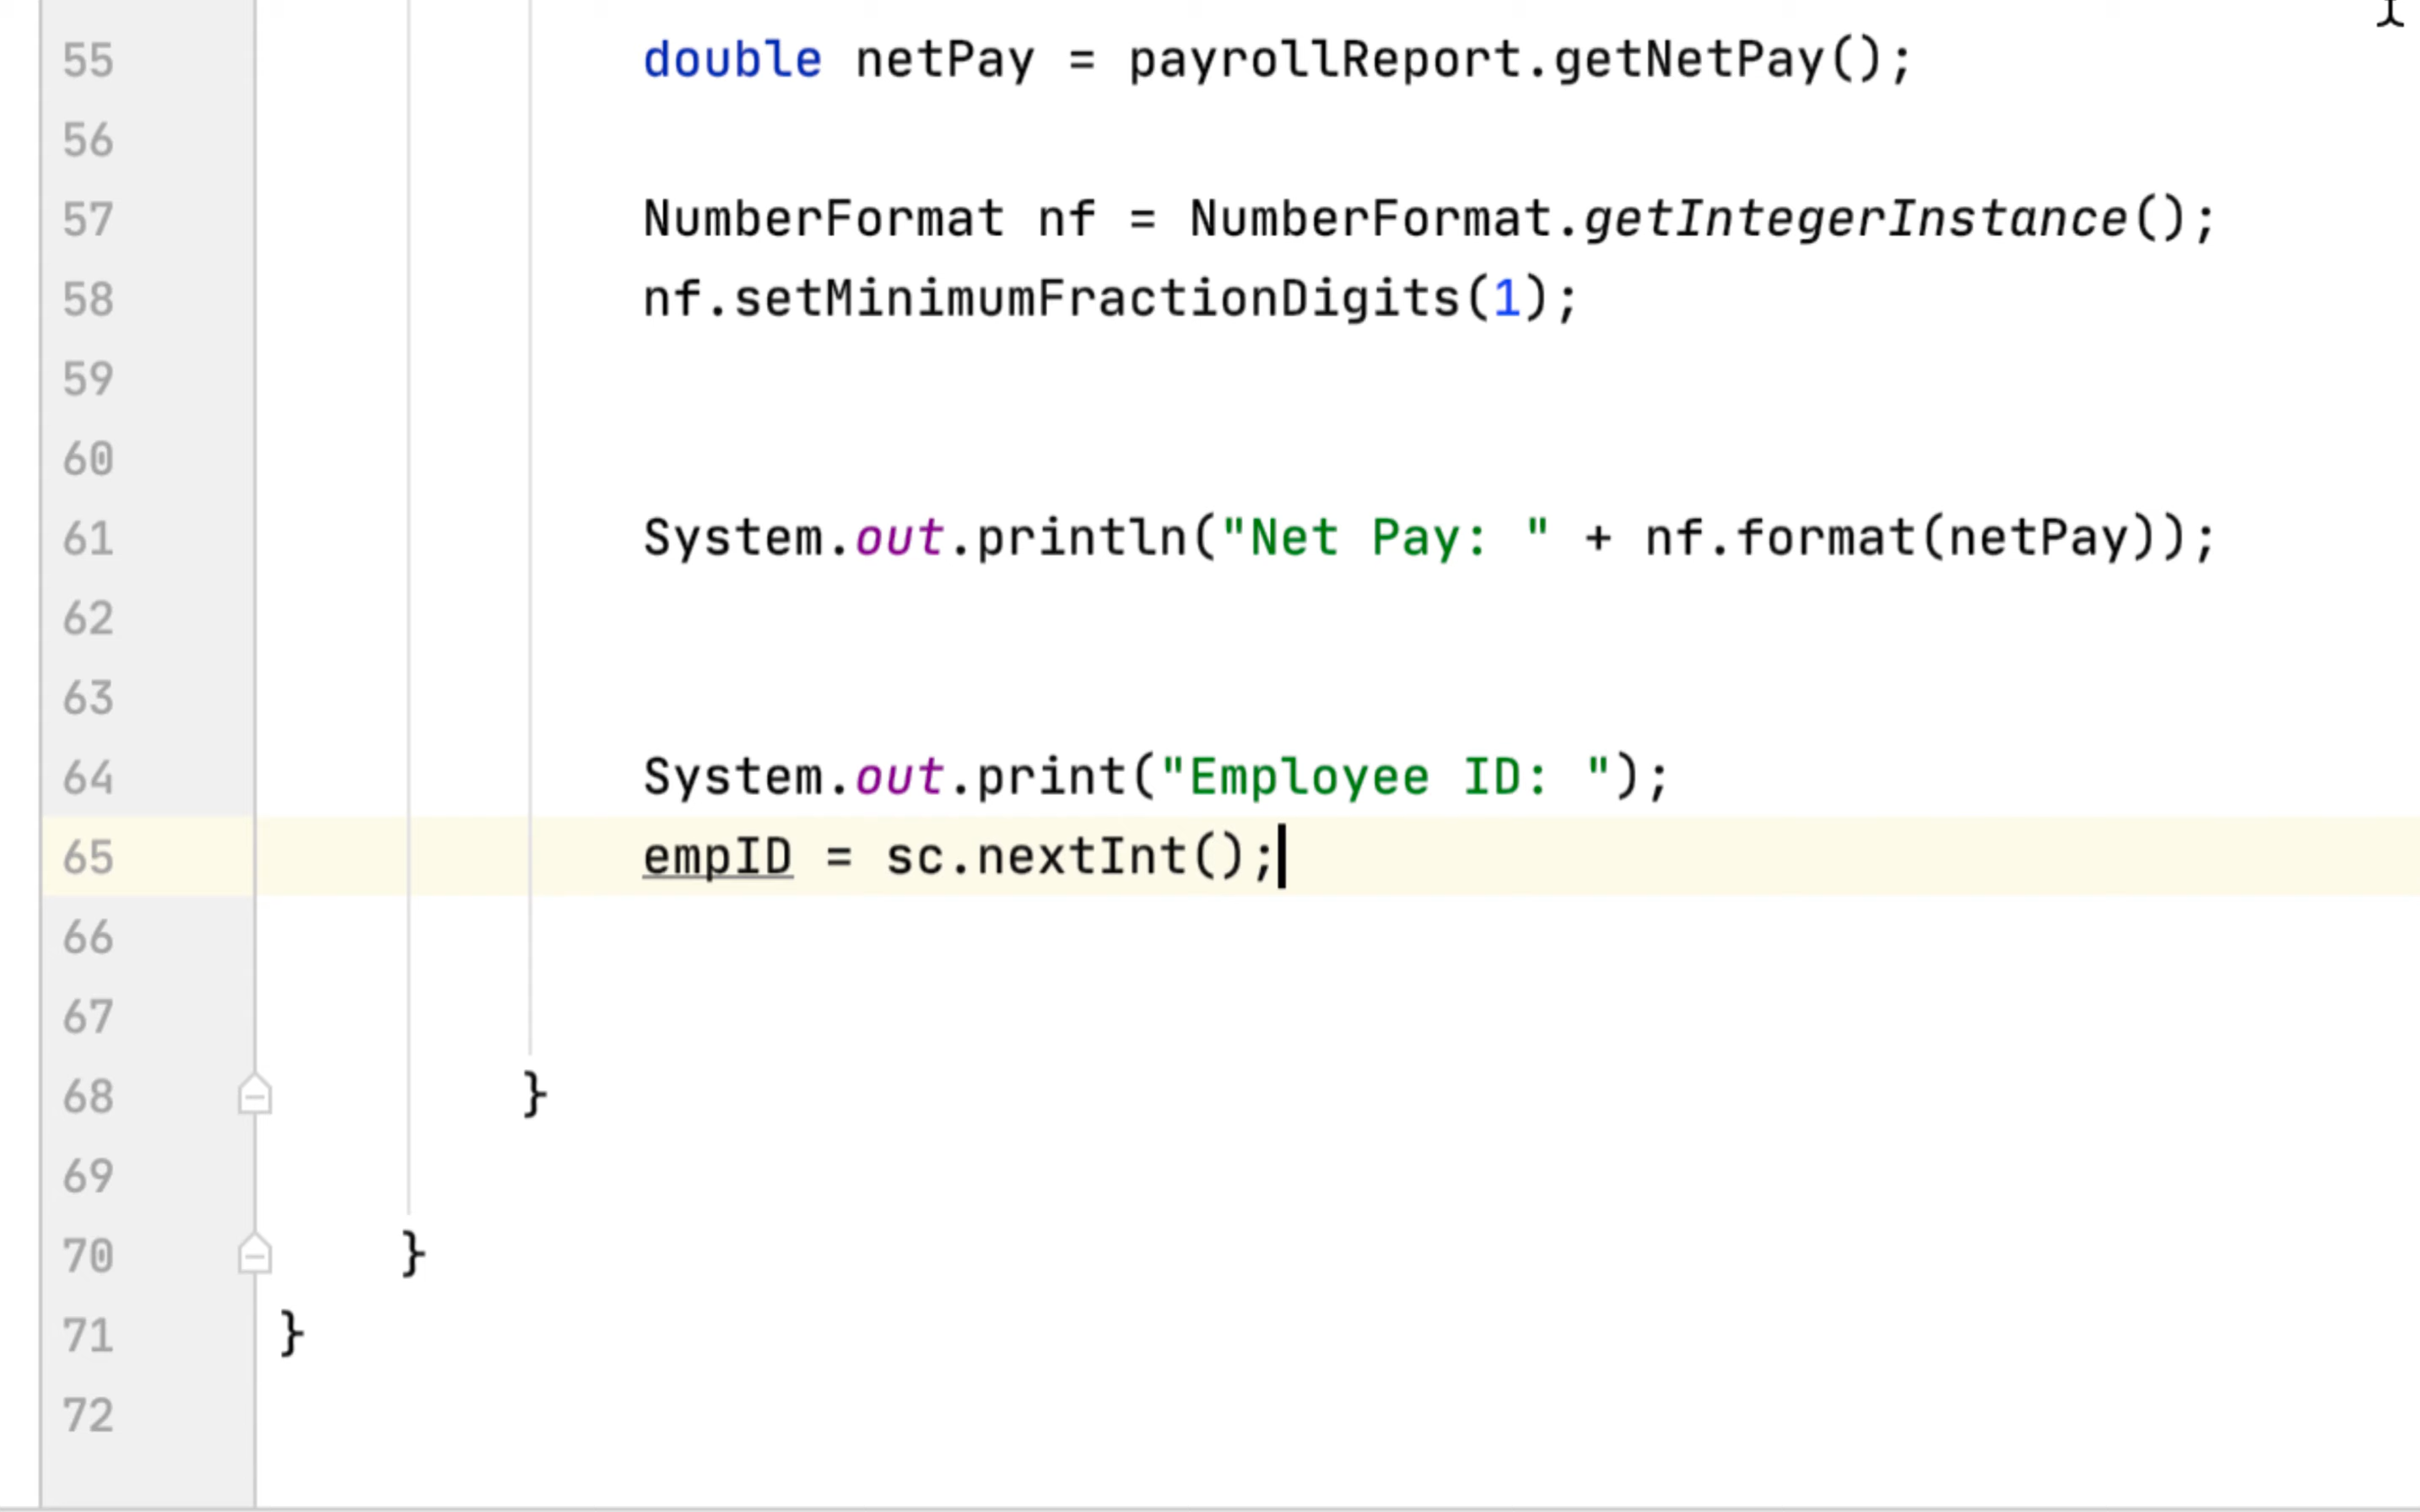 55 double netPay = payrollReport.getNetPay();
56
57 NumberFormat nf = NumberFormat.getIntegerInstance();
58 nf.setMinimumFractionDigits(1);
59
60
61 System.out.println("Net Pay: " + nf.format(netPay));
62
63
64 System.out.print("Employee ID: ");
65 empID = sc.nextInt();
66
67
68 }
69
70 }
71 }
72